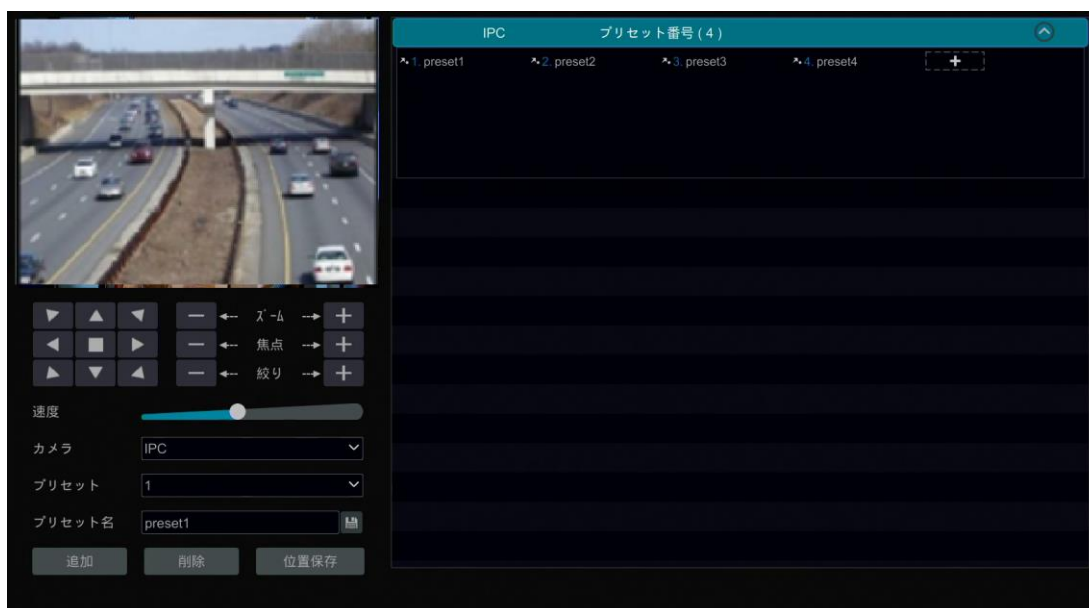 IPC プリセット番号 ( 4 )
1. preset1 2. preset2 3. preset3 4. preset4 +
ズーム
焦点
絞り
速度
カメラ IPC
プリセット 1
プリセット名 preset1
追加 削除 位置保存